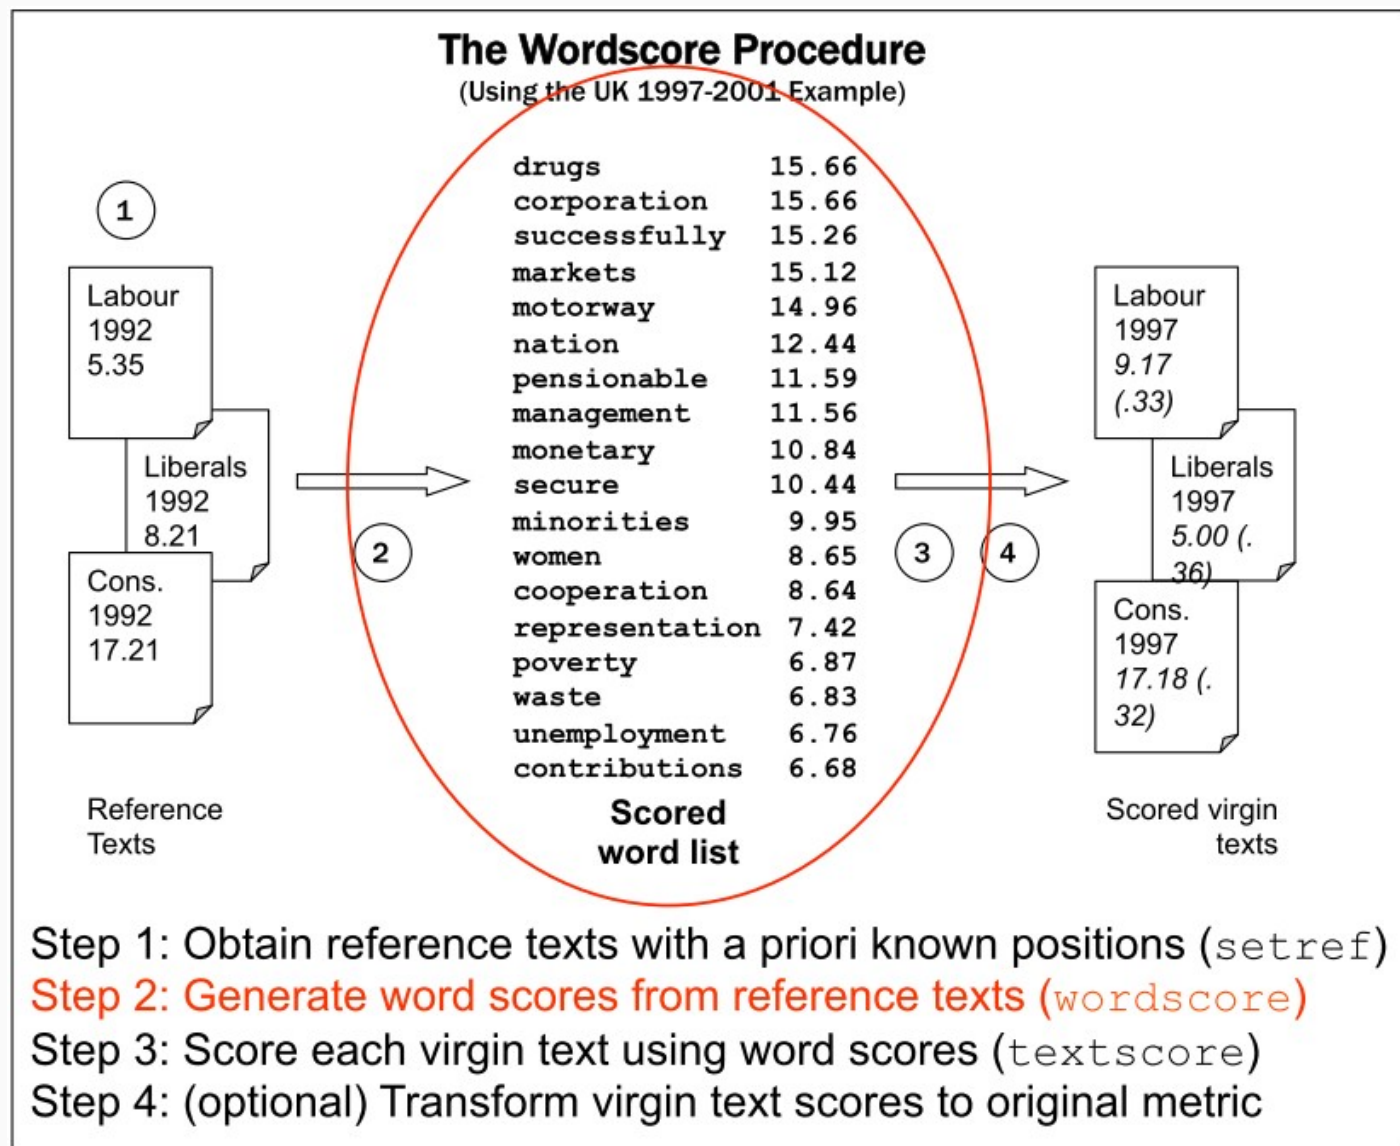 The Wordscore Procedure
(Using the UK 1997-2001 Example)
1
Labour
1992
5.35
Liberals
1992
8.21
Cons.
1992
17.21
Reference
Texts
2
drugs 15.66
corporation 15.66
successfully 15.26
markets 15.12
motorway 14.96
nation 12.44
pensionable 11.59
management 11.56
monetary 10.84
secure 10.44
minorities 9.95
women 8.65
cooperation 8.64
representation 7.42
poverty 6.87
waste 6.83
unemployment 6.76
contributions 6.68
Scored
word list
3
4
Labour
1997
9.17
(.33)
Liberals
1997
5.00 (.
36)
Cons.
1997
17.18 (.
32)
Scored virgin
texts
Step 1: Obtain reference texts with a priori known positions (setref)
Step 2: Generate word scores from reference texts (wordscore)
Step 3: Score each virgin text using word scores (textscore)
Step 4: (optional) Transform virgin text scores to original metric